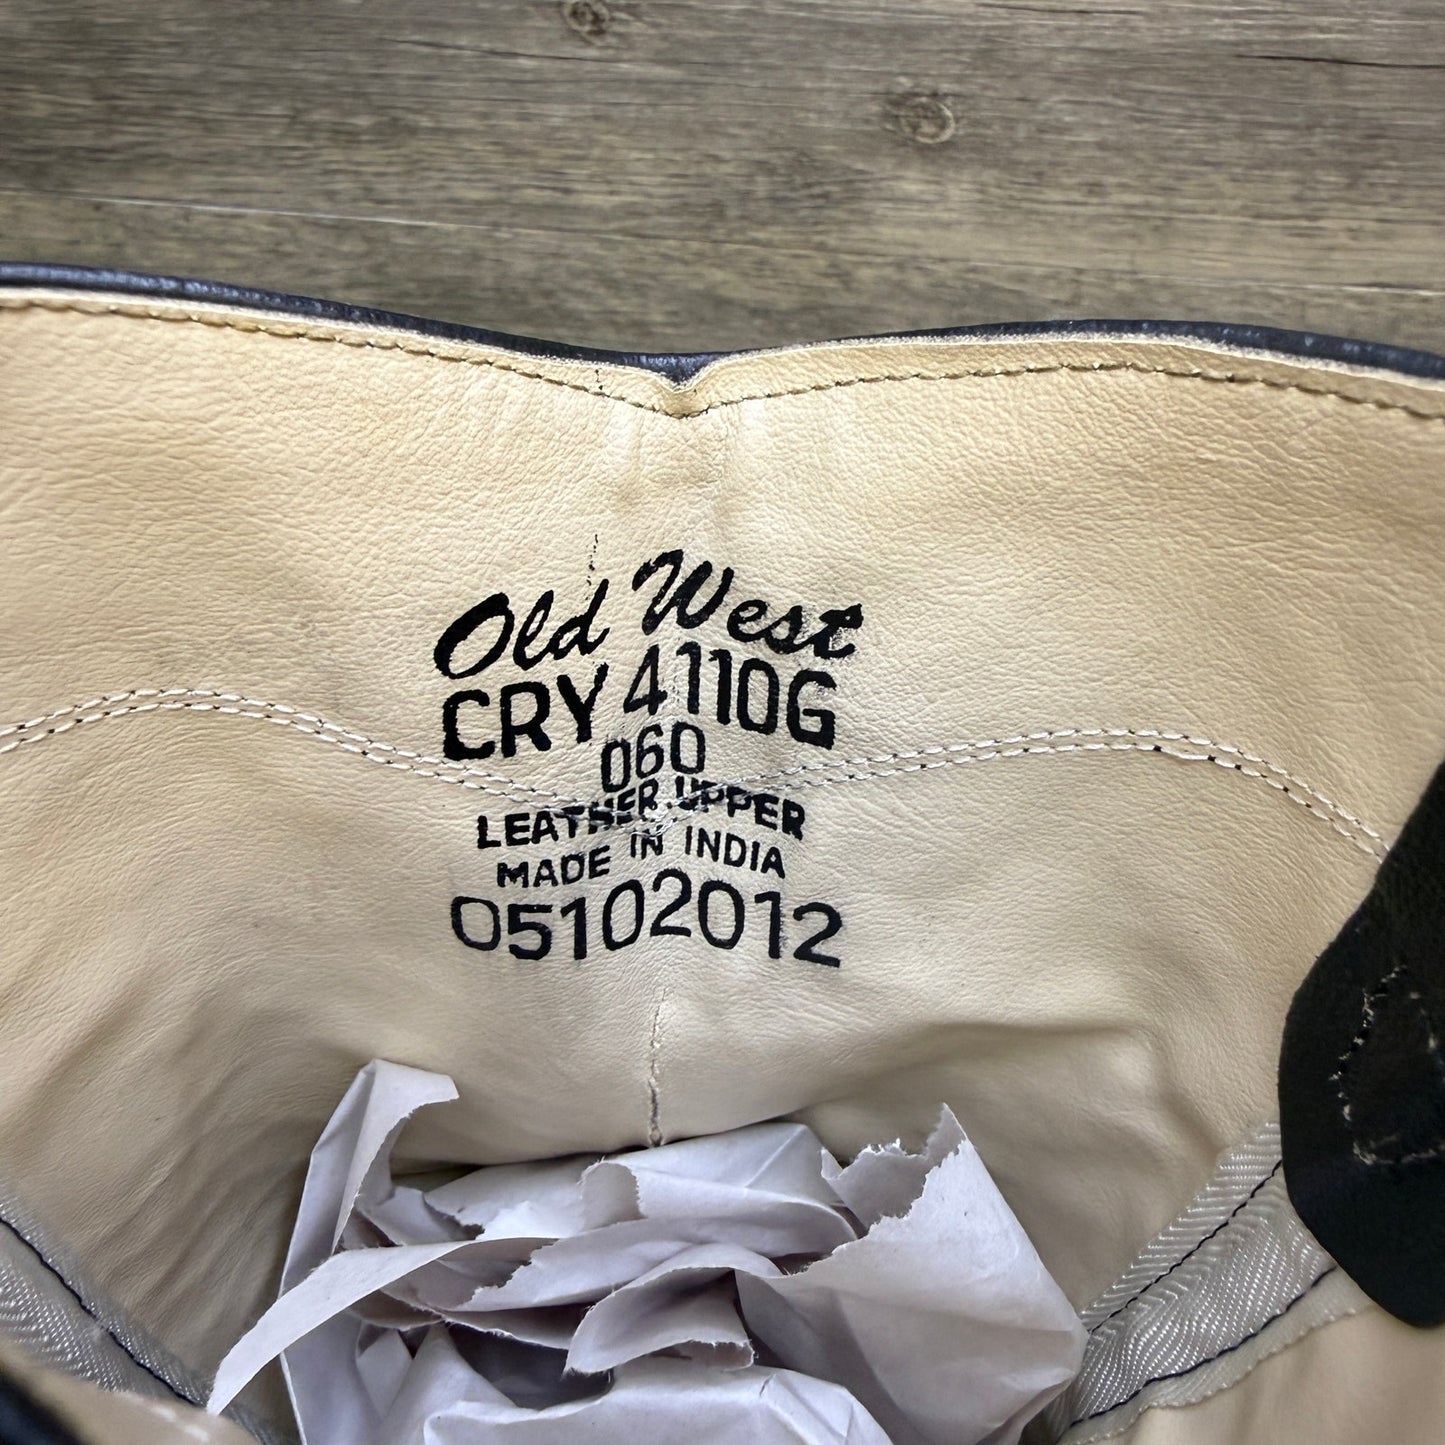 Old West
CRY 4110G
060
LEATHER UPPER
MADE IN INDIA
05102012